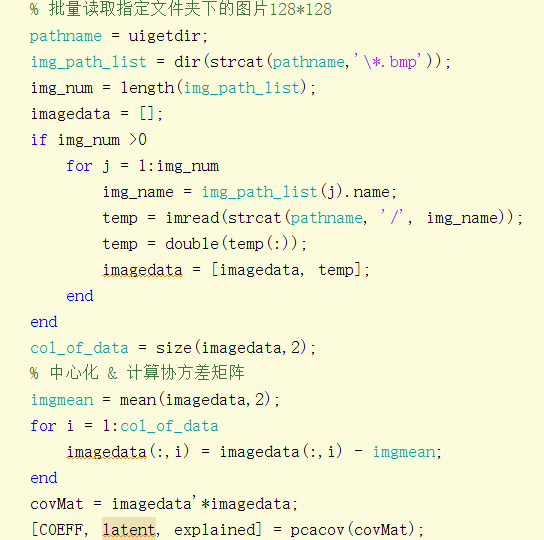 % 批量读取指定文件夹下的图片128*128
pathname = uigetdir;
img_path_list = dir(strcat(pathname,'\*.bmp'));
img_num = length(img_path_list);
imagedata = [];
if img_num >0
    for j = 1:img_num
        img_name = img_path_list(j).name;
        temp = imread(strcat(pathname, '/', img_name));
        temp = double(temp(:));
        imagedata = [imagedata, temp];
    end
end
col_of_data = size(imagedata,2);
% 中心化 & 计算协方差矩阵
imgmean = mean(imagedata,2);
for i = 1:col_of_data
    imagedata(:,i) = imagedata(:,i) - imgmean;
end
covMat = imagedata'*imagedata;
[COEFF, latent, explained] = pcacov(covMat);